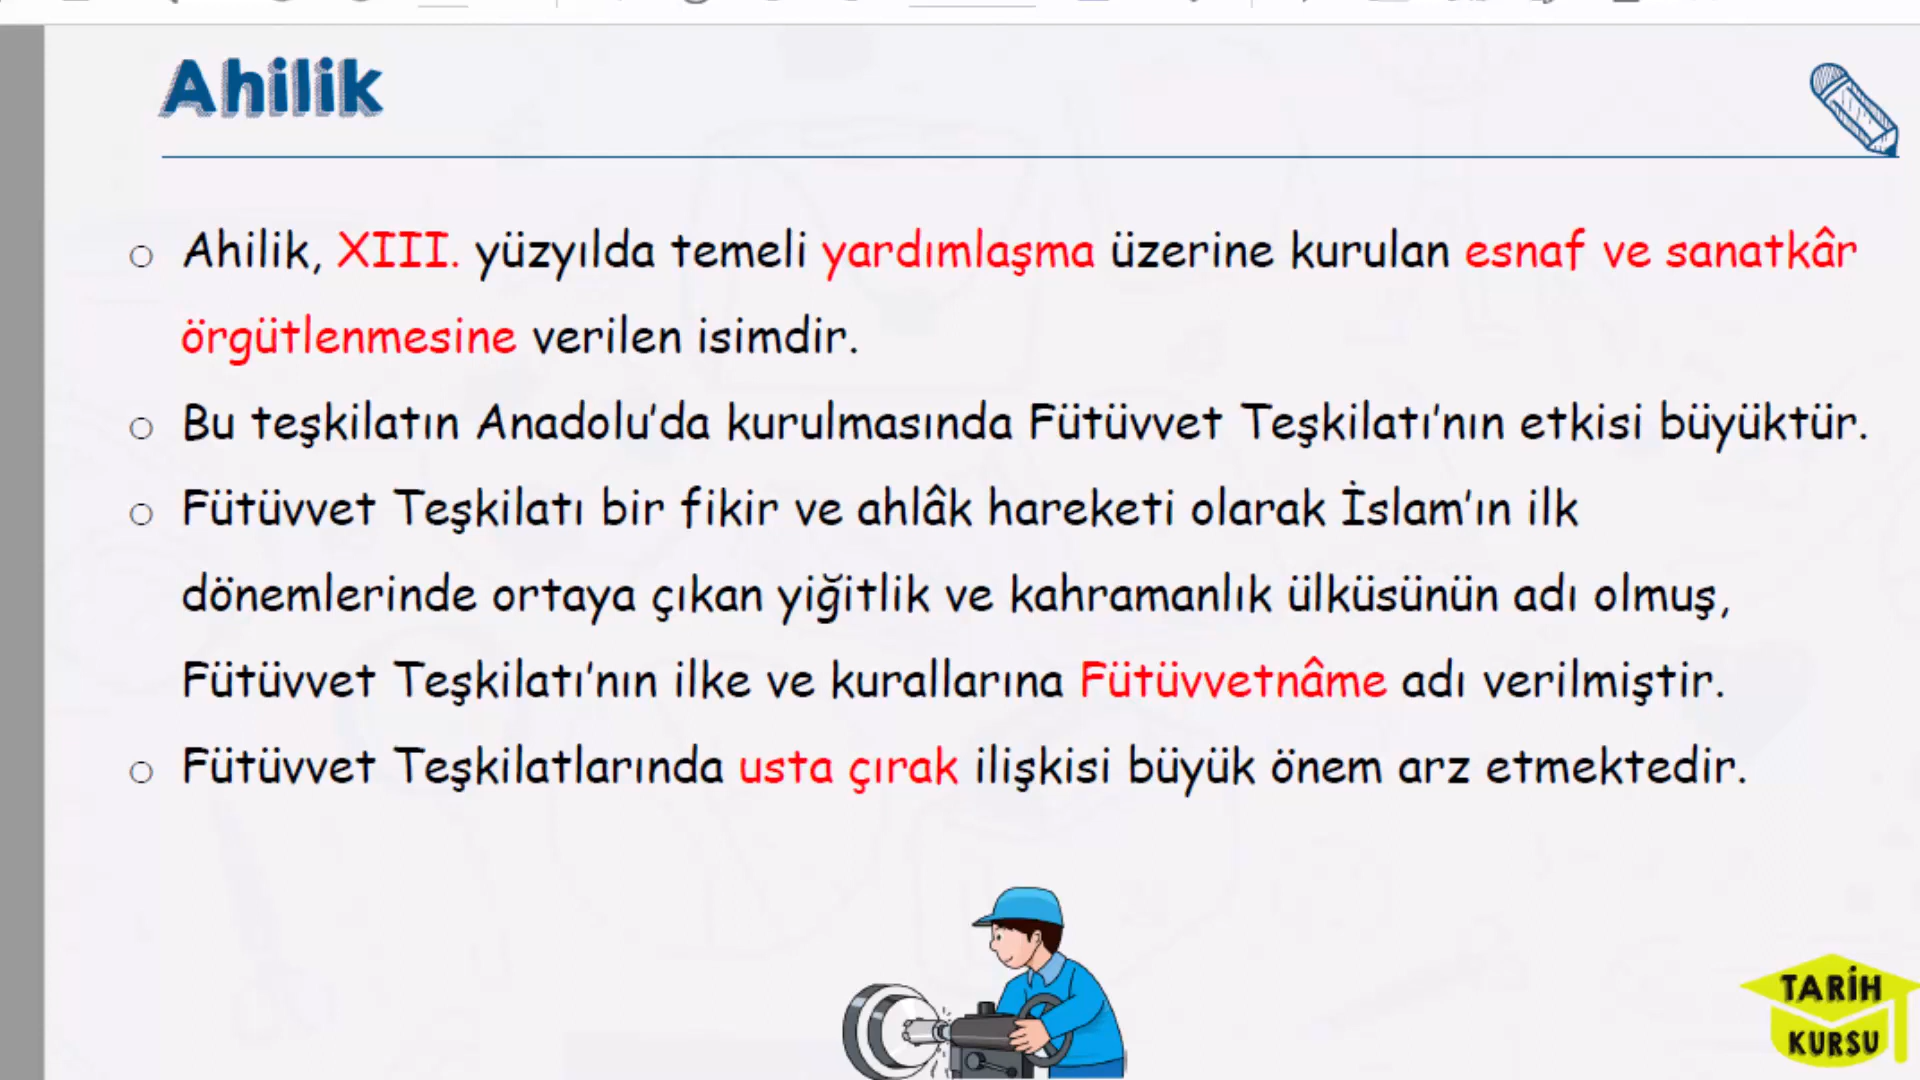 Ahilik
Ahilik, XIII. yüzyılda temeli yardımlaşma üzerine kurulan esnaf ve sanatkâr
örgütlenmesine verilen isimdir.
Bu teşkilatın Anadolu'da kurulmasında Fütüvvet Teşkilatı'nın etkisi büyüktür.
Fütüvvet Teşkilatı bir fikir ve ahlâk hareketi olarak İslam'ın ilk
dönemlerinde ortaya çıkan yiğitlik ve kahramanlık ülküsünün adı olmuş,
Fütüvvet Teşkilatı'nın ilke ve kurallarına Fütüvvetnâme adı verilmiştir.
Fütüvvet Teşkilatlarında usta çırak ilişkisi büyük önem arz etmektedir.
TARİH
KURSU